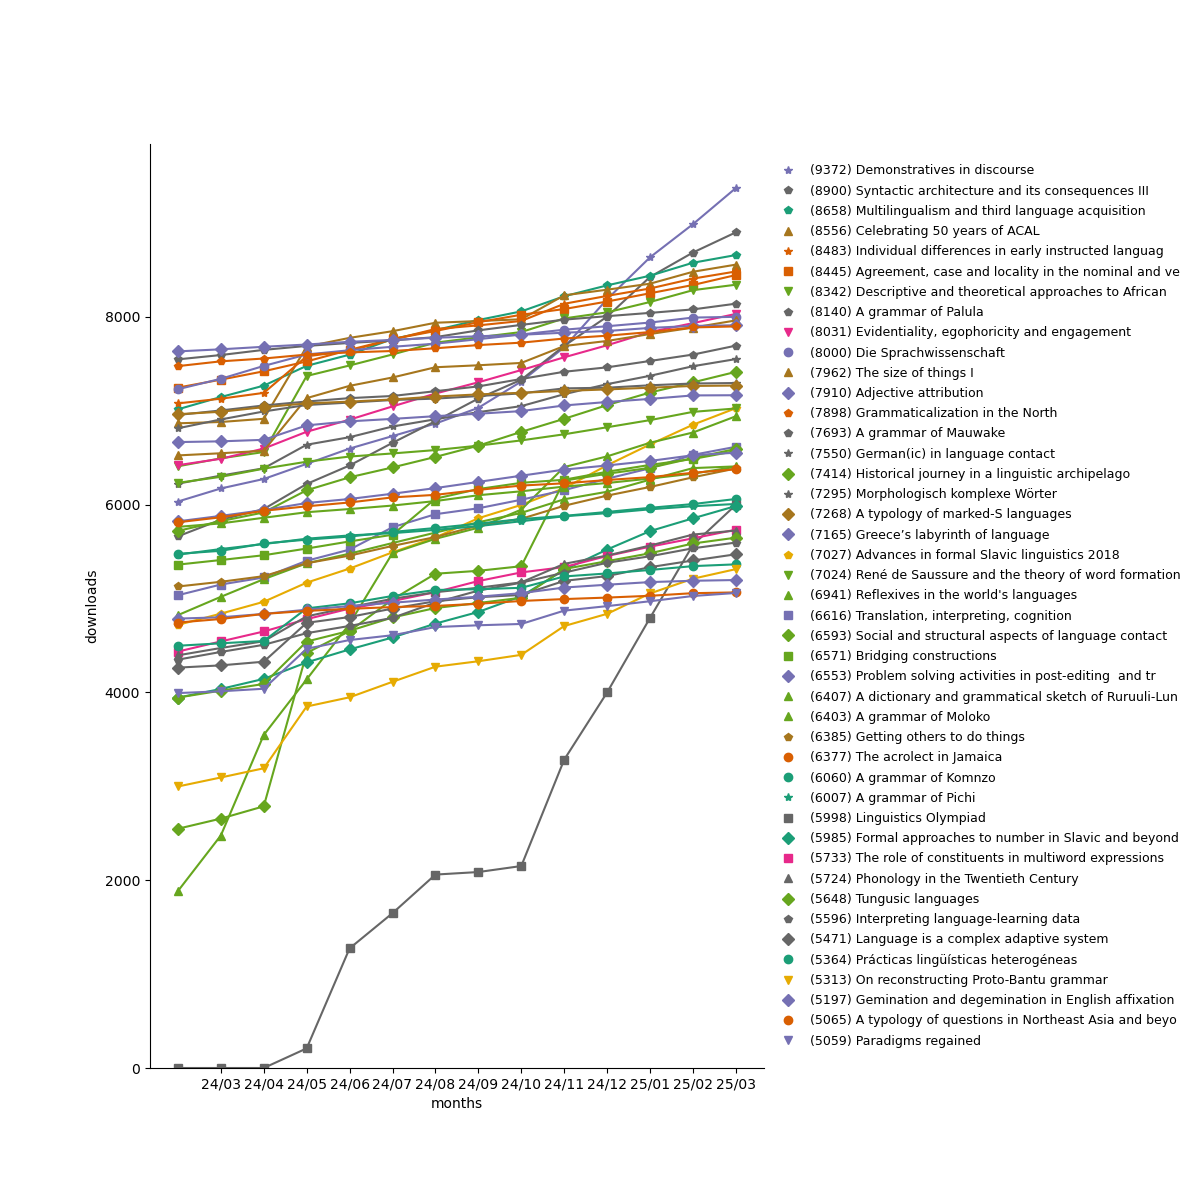 8000
6000
4000
2000
0
downloads
24/03 24/04 24/05 24/06 24/07 24/08 24/09 24/10 24/11 24/12 25/01 25/02 25/03
months
(9372) Demonstratives in discourse
(8900) Syntactic architecture and its consequences III
(8658) Multilingualism and third language acquisition
(8556) Celebrating 50 years of ACAL
(8483) Individual differences in early instructed languag
(8445) Agreement, case and locality in the nominal and ve
(8342) Descriptive and theoretical approaches to African
(8140) A grammar of Palula
(8031) Evidentiality, egophoricity and engagement
(8000) Die Sprachwissenschaft
(7962) The size of things I
(7910) Adjective attribution
(7898) Grammaticalization in the North
(7693) A grammar of Mauwake
(7550) German(ic) in language contact
(7414) Historical journey in a linguistic archipelago
(7295) Morphologisch komplexe Wörter
(7268) A typology of marked-S languages
(7165) Greece’s labyrinth of language
(7027) Advances in formal Slavic linguistics 2018
(7024) René de Saussure and the theory of word formation
(6941) Reflexives in the world's languages
(6616) Translation, interpreting, cognition
(6593) Social and structural aspects of language contact
(6571) Bridging constructions
(6553) Problem solving activities in post-editing  and tr
(6407) A dictionary and grammatical sketch of Ruruuli-Lun
(6403) A grammar of Moloko
(6385) Getting others to do things
(6377) The acrolect in Jamaica
(6060) A grammar of Komnzo
(6007) A grammar of Pichi
(5998) Linguistics Olympiad
(5985) Formal approaches to number in Slavic and beyond
(5733) The role of constituents in multiword expressions
(5724) Phonology in the Twentieth Century
(5648) Tungusic languages
(5596) Interpreting language-learning data
(5471) Language is a complex adaptive system
(5364) Prácticas lingüísticas heterogéneas
(5313) On reconstructing Proto-Bantu grammar
(5197) Gemination and degemination in English affixation
(5065) A typology of questions in Northeast Asia and beyo
(5059) Paradigms regained